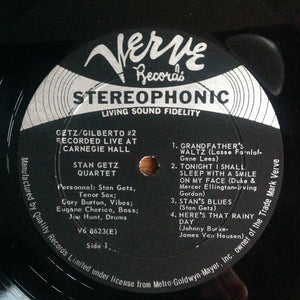 Verve
Records
STEREOPHONIC
LIVING SOUND FIDELITY
GETZ/GILBERTO #2
RECORDED LIVE AT
CARNEGIE HALL
STAN GETZ
QUARTET
Personnel: Stan Getz,
Tenor Sax;
Gary Burton, Vibes;
Eugene Cherico, Bass;
Joe Hunt, Drums
V6 8623(E)
Side 1
1. GRANDFATHER'S
WALTZ (Lasse Farnlof-
Gene Lees)
2. TONIGHT I SHALL
SLEEP WITH A SMILE
ON MY FACE (Duke &
Mercer Ellington-Irving
Gordon)
3. STAN'S BLUES
(Stan Getz)
4. HERE'S THAT RAINY
DAY
(Johnny Burke-
James Van Heusen)
Manufactured by Quality Records Limited under license from Metro-Goldwyn-Mayer, Inc. owner of the Trade Mark Verve